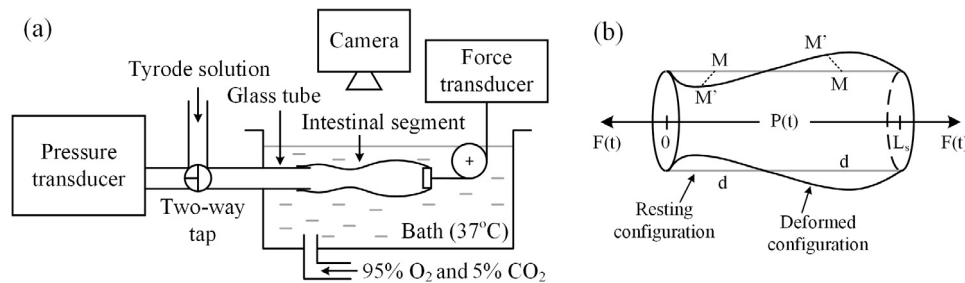 (a)
Camera
Force
transducer
Tyrode solution
Glass tube
Intestinal segment
Pressure
transducer
+
Two-way
tap
Bath (37°C)
95% O₂ and 5% CO₂
(b)
M'
M
M'
M
F(t)
0
P(t)
Lₛ
F(t)
d
d
Resting
configuration
Deformed
configuration